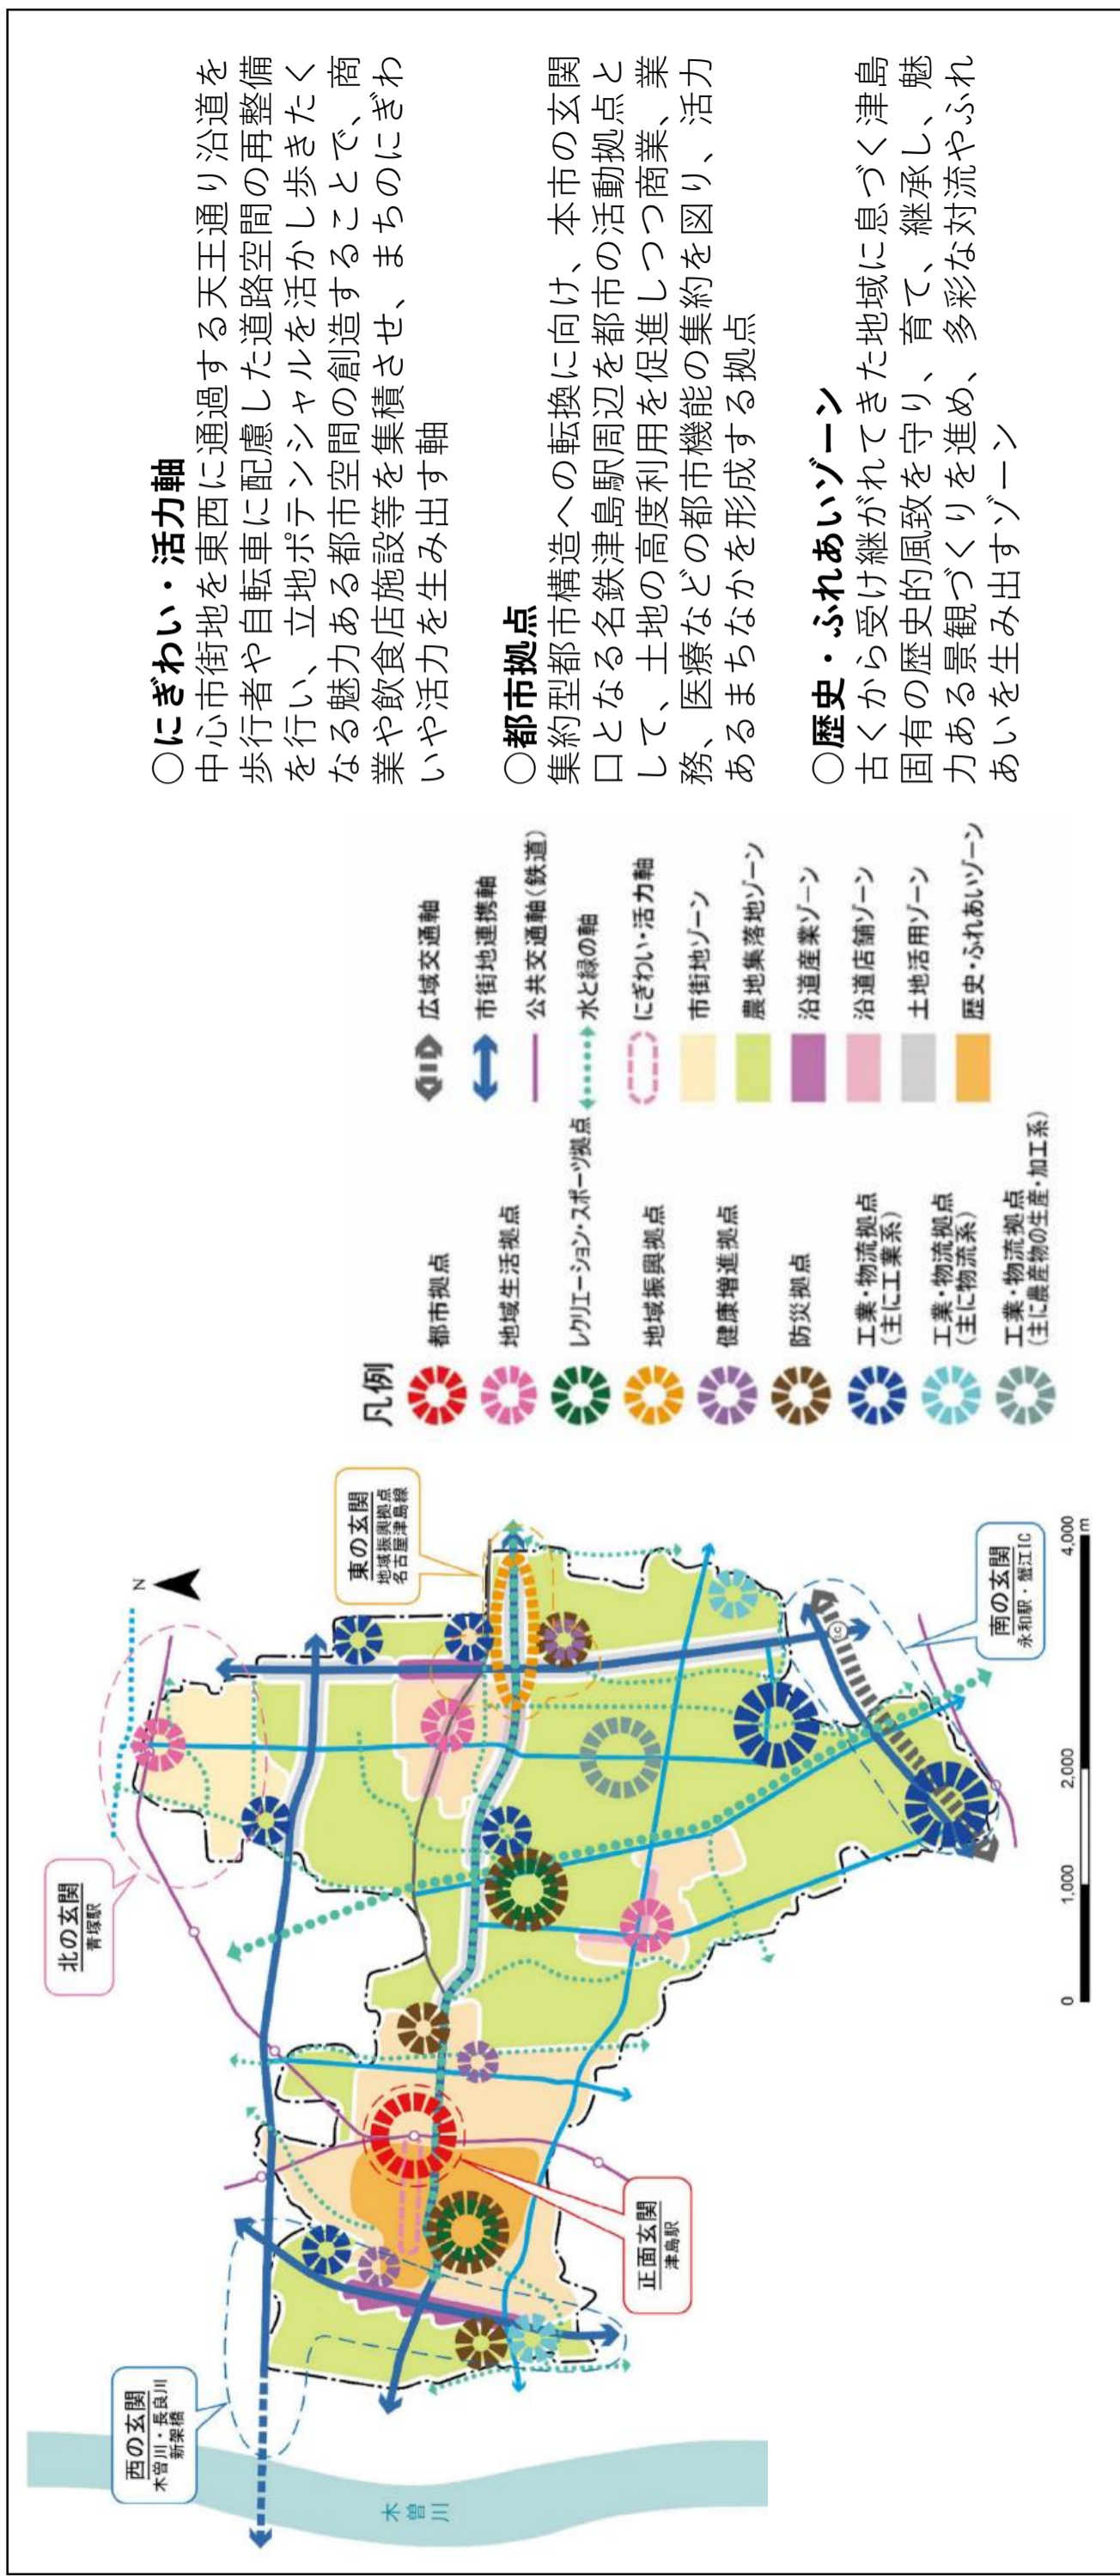 西の玄関
木曽川・長良川
新架橋
木曽川
北の玄関
青塚駅
N
東の玄関
地域振興拠点
名古屋津島線
正面玄関
津島駅
IC
南の玄関
永和駅・蟹江IC
0
1,000
2,000
4,000
m
凡例
都市拠点
地域生活拠点
レクリエーション・スポーツ拠点
地域振興拠点
健康増進拠点
防災拠点
工業・物流拠点
(主に工業系)
工業・物流拠点
(主に物流系)
工業・物流拠点
(主に農産物の生産・加工系)
広域交通軸
市街地連携軸
公共交通軸(鉄道)
水と緑の軸
にぎわい・活力軸
市街地ゾーン
農地集落地ゾーン
沿道産業ゾーン
沿道店舗ゾーン
土地活用ゾーン
歴史・ふれあいゾーン
○にぎわい・活力軸
中心市街地を東西に通過する天王通り沿道を
歩行者や自転車に配慮した道路空間の再整備
を行い、立地ポテンシャルを活かし歩きたく
なる魅力ある都市空間の創造することで、商
業や飲食店施設等を集積させ、まちのにぎわ
いや活力を生み出す軸
○都市拠点
集約型都市構造への転換に向け、本市の玄関
口となる名鉄津島駅周辺を都市の活動拠点と
して、土地の高度利用を促進しつつ商業、業
務、医療などの都市機能の集約を図り、活力
あるまちなかを形成する拠点
○歴史・ふれあいゾーン
古くから受け継がれてきた地域に息づく津島
固有の歴史的風致を守り、育て、継承し、魅
力ある景観づくりを進め、多彩な対流やふれ
あいを生み出すゾーン